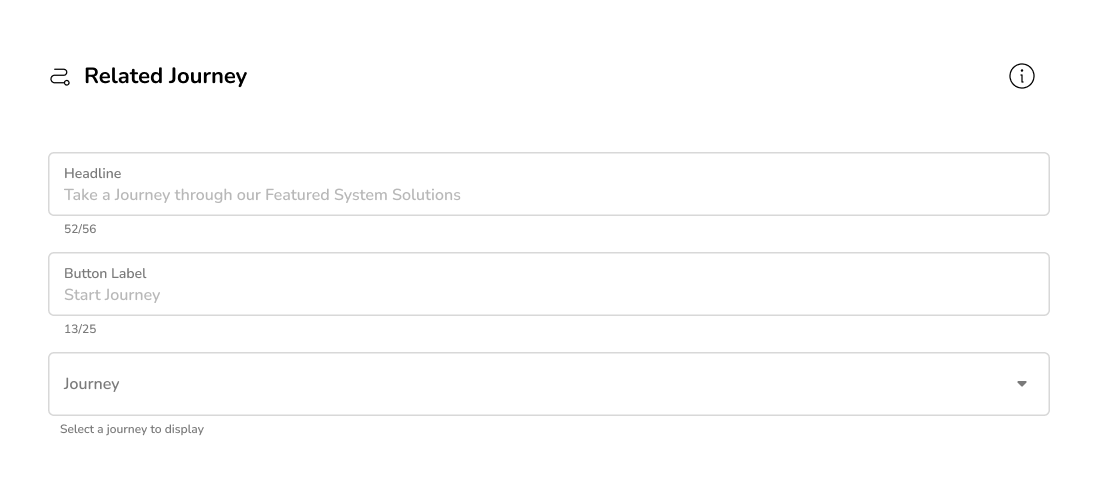 Related Journey
Headline
Take a Journey through our Featured System Solutions
52/56
Button Label
Start Journey
13/25
Journey
Select a journey to display